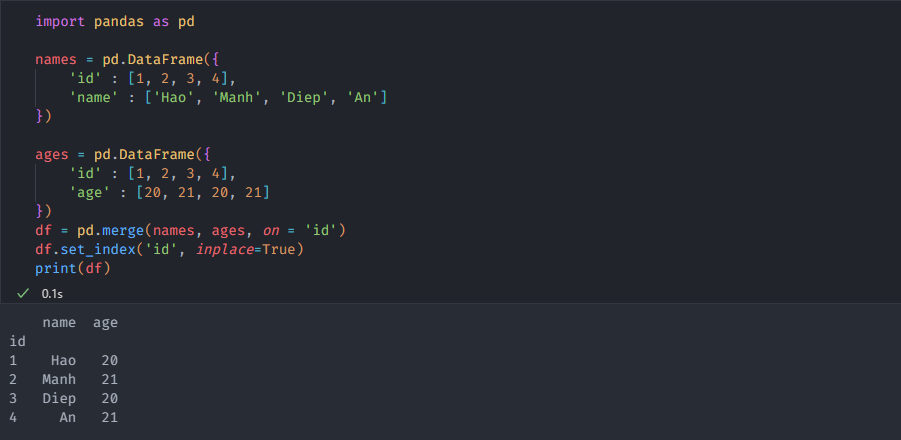 import pandas as pd
names = pd.DataFrame({
    'id' : [1, 2, 3, 4],
    'name' : ['Hao', 'Manh', 'Diep', 'An']
})
ages = pd.DataFrame({
    'id' : [1, 2, 3, 4],
    'age' : [20, 21, 20, 21]
})
df = pd.merge(names, ages, on = 'id')
df.set_index('id', inplace=True)
print(df)
✓ 0.1s
    name  age
id
1    Hao   20
2   Manh   21
3   Diep   20
4     An   21